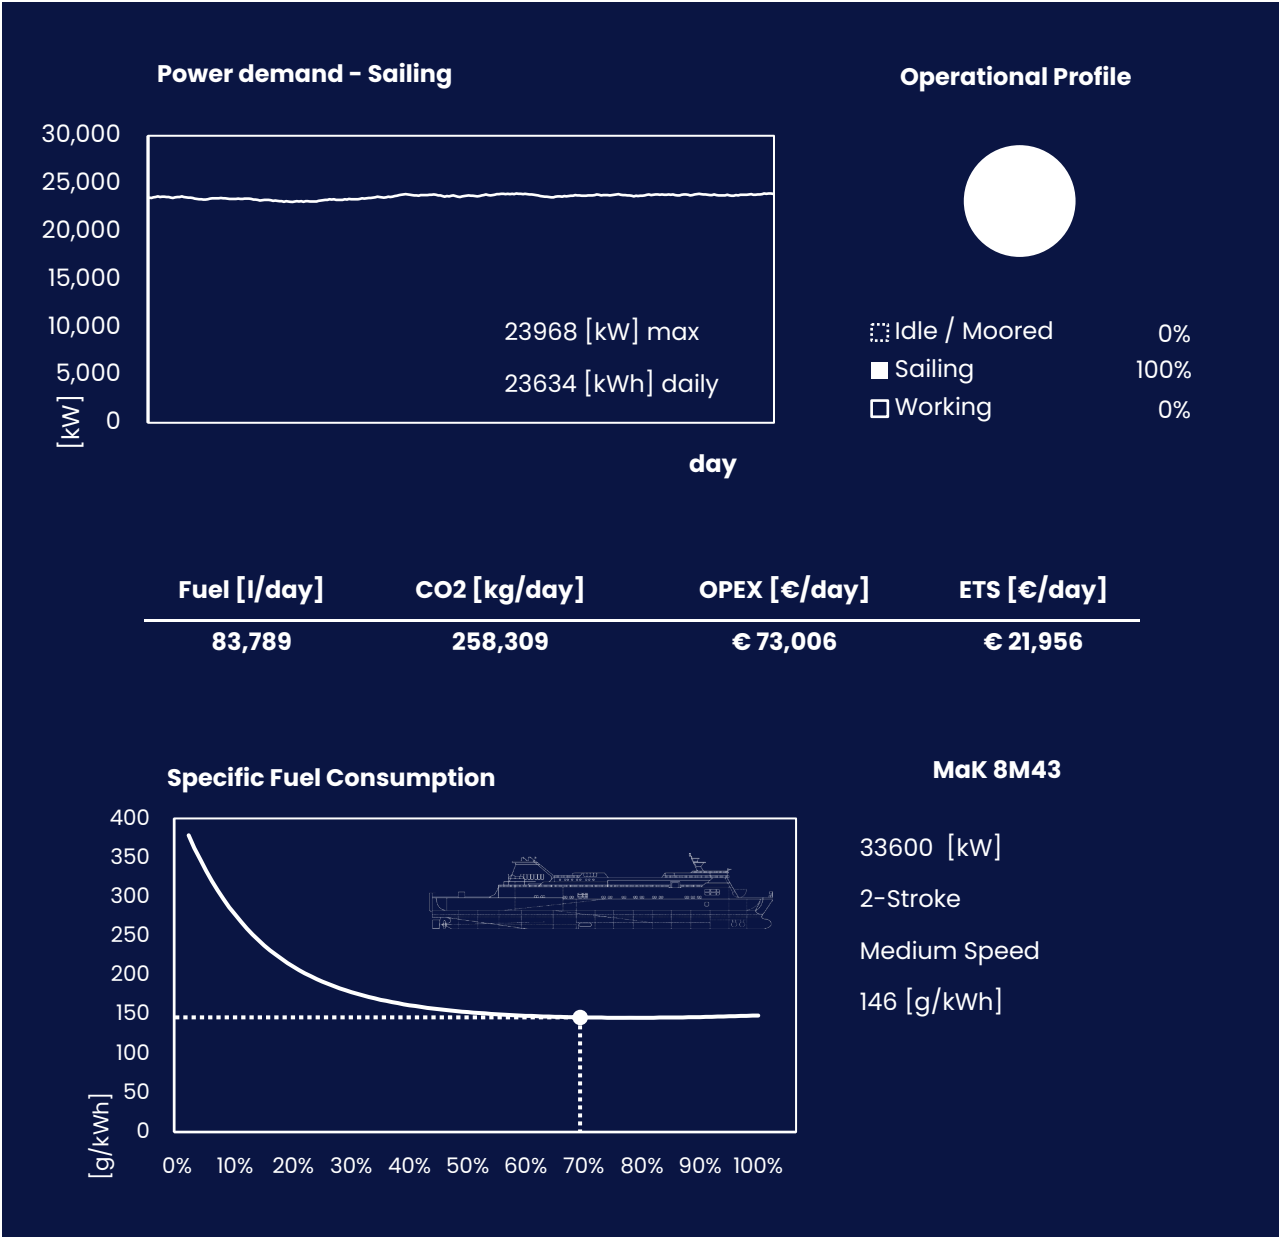 Power demand - Sailing
30,000
25,000
20,000
15,000
10,000
5,000
0
[kW]
23968 [kW] max
23634 [kWh] daily
day
Operational Profile
Idle / Moored 0%
Sailing 100%
Working 0%
Fuel [l/day] CO2 [kg/day] OPEX [€/day] ETS [€/day]
83,789 258,309 € 73,006 € 21,956
Specific Fuel Consumption
400
350
300
250
200
150
100
50
0
[g/kWh]
0% 10% 20% 30% 40% 50% 60% 70% 80% 90% 100%
MaK 8M43
33600 [kW]
2-Stroke
Medium Speed
146 [g/kWh]